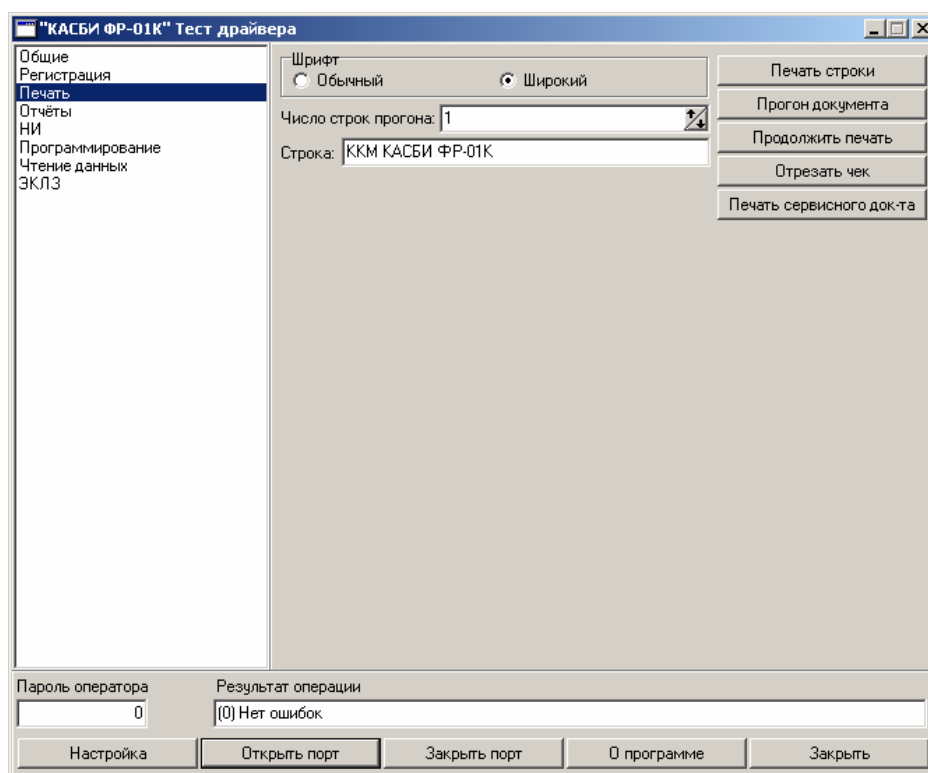 "КАСБИ ФР-01К" Тест драйвера
Общие
Регистрация
Печать
Отчёты
НИ
Программирование
Чтение данных
ЭКЛЗ
Шрифт
Обычный
Широкий
Число строк прогона: 1
Строка: ККМ КАСБИ ФР-01К
Печать строки
Прогон документа
Продолжить печать
Отрезать чек
Печать сервисного док-та
Пароль оператора
0
Результат операции
(0) Нет ошибок
Настройка
Открыть порт
Закрыть порт
О программе
Закрыть